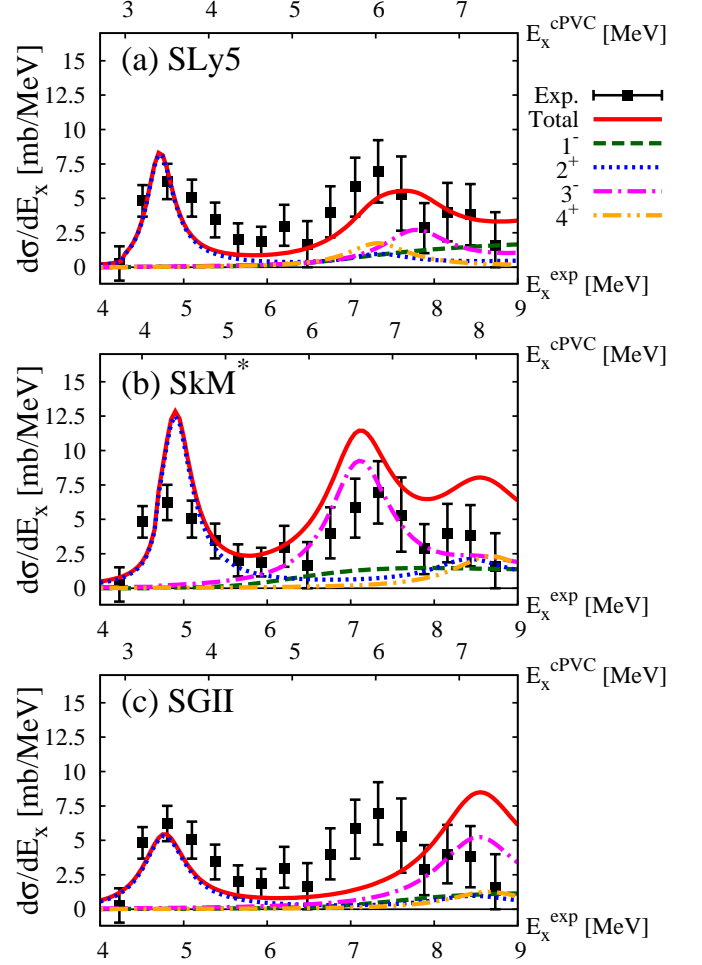 3 4 5 6 7
E_x^cPVC [MeV]
(a) SLy5
15
12.5
10
7.5
5
2.5
0
dσ/dE_x [mb/MeV]
4 5 6 7 8 9
E_x^exp [MeV]
Exp.
Total
1^-
2^+
3^-
4^+
4 5 6 7 8
E_x^cPVC [MeV]
(b) SkM^*
15
12.5
10
7.5
5
2.5
0
dσ/dE_x [mb/MeV]
4 5 6 7 8 9
E_x^exp [MeV]
3 4 5 6 7
E_x^cPVC [MeV]
(c) SGII
15
12.5
10
7.5
5
2.5
0
dσ/dE_x [mb/MeV]
4 5 6 7 8 9
E_x^exp [MeV]